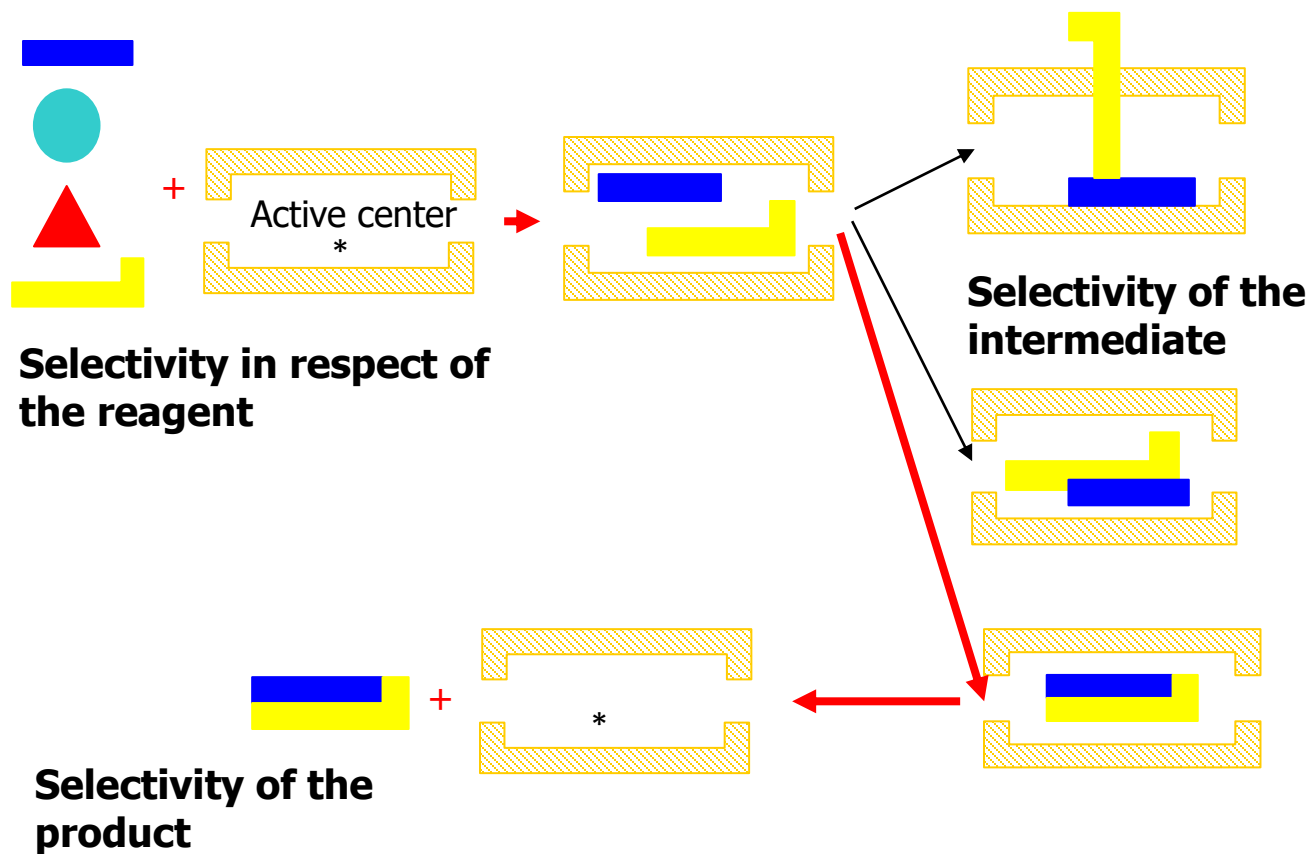 +
Active center
*
Selectivity in respect of
the reagent
Selectivity of the
intermediate
+
*
Selectivity of the
product